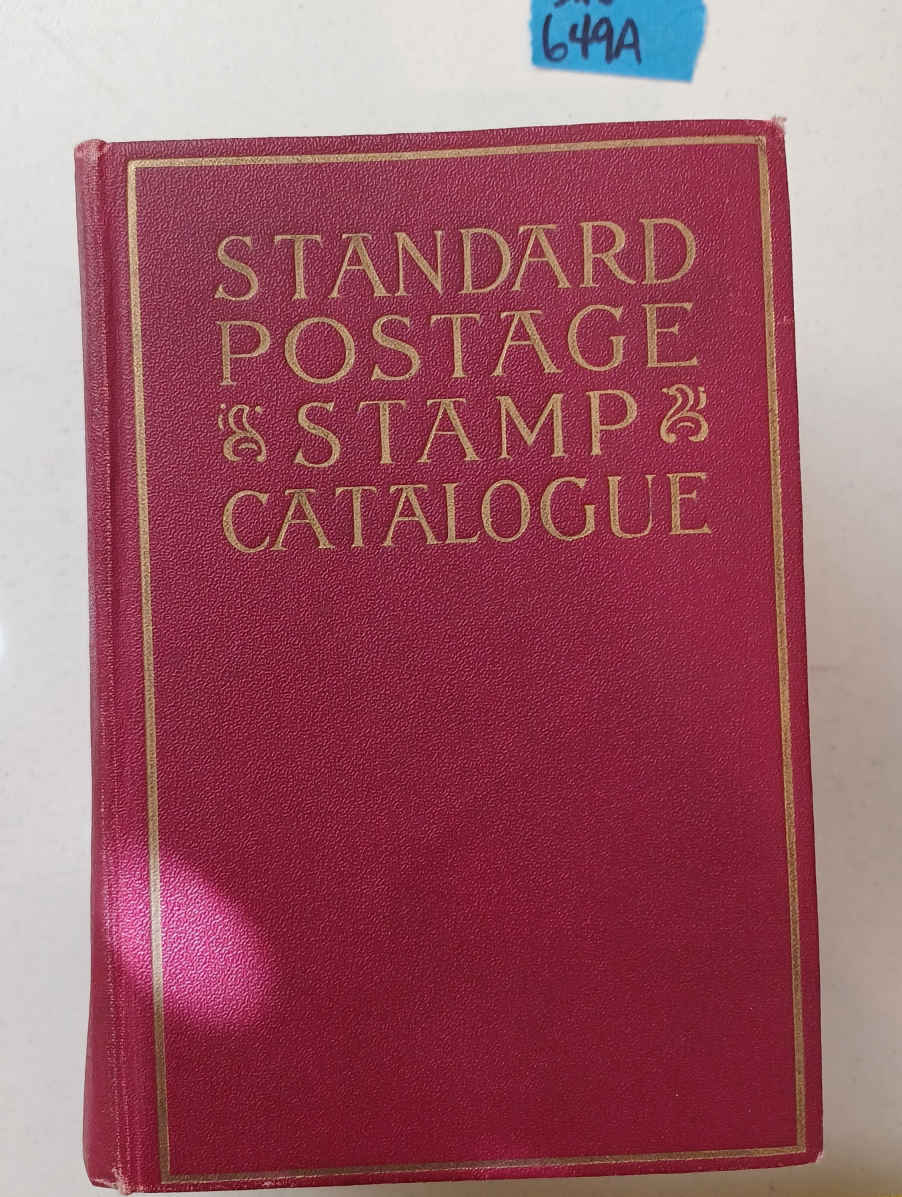 649A
STANDARD
POSTAGE
STAMP
CATALOGUE